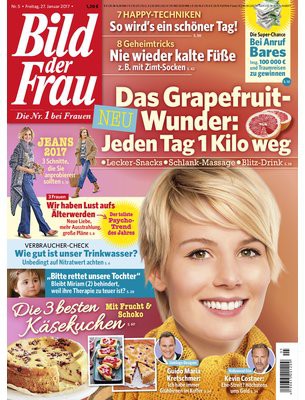 Nr. 5 • Freitag, 27. Januar 2017 •
Bild der Frau
Die Nr. 1 bei Frauen
7 HAPPY-TECHNIKEN
So wird's ein schöner Tag!
8 Geheimtricks
Nie wieder kalte Füße
z. B. mit Zimt-Socken
Die Super-Chance
Bei Anruf
Bares
100 000 €
und Traumreisen
zu gewinnen
NEU
Das Grapefruit-
Wunder:
Jeden Tag 1 Kilo weg
• Lecker-Snacks • Schlank-Massage • Blitz-Drink
JEANS
2017
3 Schnitte,
die Sie
anprobieren
sollten
3 Frauen
Wir haben Lust aufs
Älterwerden
Neue Liebe,
mehr Ausstrahlung,
große Pläne
Der tollste
Psycho-
Trend
des Jahres
VERBRAUCHER-CHECK
Wie gut ist unser Trinkwasser?
Unbedingt auf Nitratwert achten
„Bitte rettet unsere Tochter"
Bleibt Miriam (2) behindert,
weil ihre Therapie zu teuer ist?
Die 3 besten
Käsekuchen
Mit Frucht &
Schoko
Guido Maria
Kretschmer:
Kevin Costner: